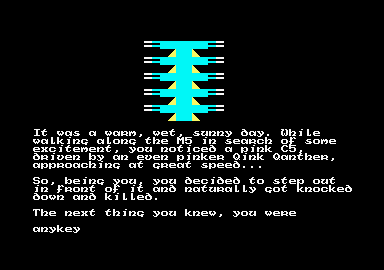 It was a warm, wet, sunny day. While
walking along the M5 in search of some
excitement, you noticed a pink C5,
driven by an even pinker Qink Qanther,
approaching at great speed...
So, being you, you decided to step out
in front of it and naturally got knocked
down and killed.
The next thing you knew, you were
anykey